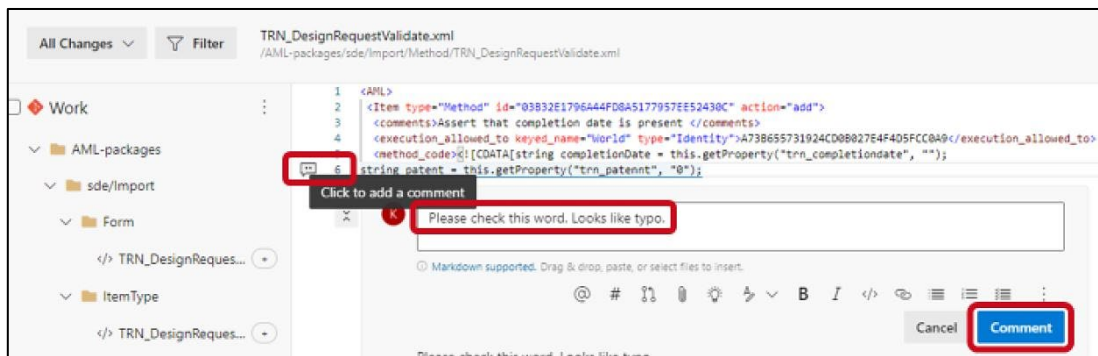 All Changes
Filter
TRN_DesignRequestValidate.xml
/AML-packages/sde/Import/Method/TRN_DesignRequestValidate.xml
Work
AML-packages
sde/Import
Form
</> TRN_DesignReques...
ItemType
</> TRN_DesignReques...
1 <AML>
2 <Item type="Method" id="03B32E1796A44FD8A5177957EE52430C" action="add">
3 <comments>Assert that completion date is present </comments>
4 <execution_allowed_to keyed_name="World" type="Identity">A73B655731924CD0B027E4F4D5FCC0A9</execution_allowed_to>
5 <method_code><![CDATA[string completionDate = this.getProperty("trn_completiondate", "");
6 string patent = this.getProperty("trn_patennt", "0");
Click to add a comment
K
Please check this word. Looks like typo.
Markdown supported. Drag & drop, paste, or select files to insert.
@ # B I </>
Cancel Comment
Please check this word. Looks like typo.